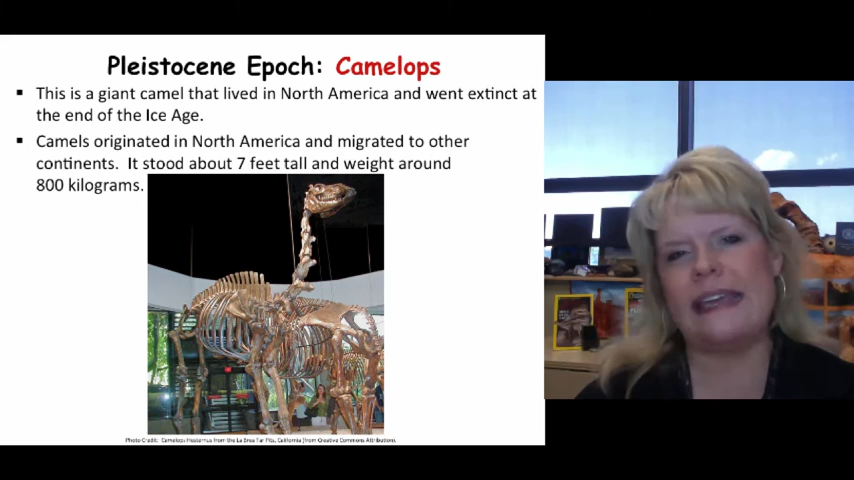 Pleistocene Epoch: Camelops
▪ This is a giant camel that lived in North America and went extinct at
the end of the Ice Age.
▪ Camels originated in North America and migrated to other
continents.  It stood about 7 feet tall and weight around
800 kilograms.
Photo Credit:  Camelops Hesternus from the La Brea Tar Pits, California (from Creative Commons Attribution).